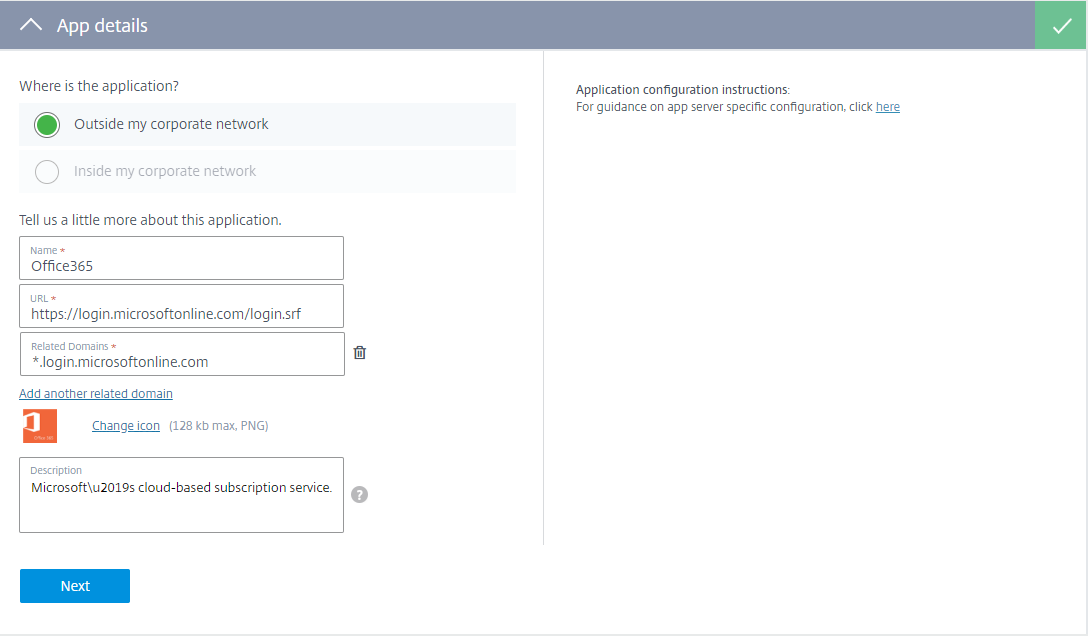 App details
Where is the application?
Outside my corporate network
Inside my corporate network
Tell us a little more about this application.
Name *
Office365
URL *
https://login.microsoftonline.com/login.srf
Related Domains *
*.login.microsoftonline.com
Add another related domain
Office 365
Change icon (128 kb max, PNG)
Description
Microsoft\u2019s cloud-based subscription service.
?
Next
Application configuration instructions:
For guidance on app server specific configuration, click here